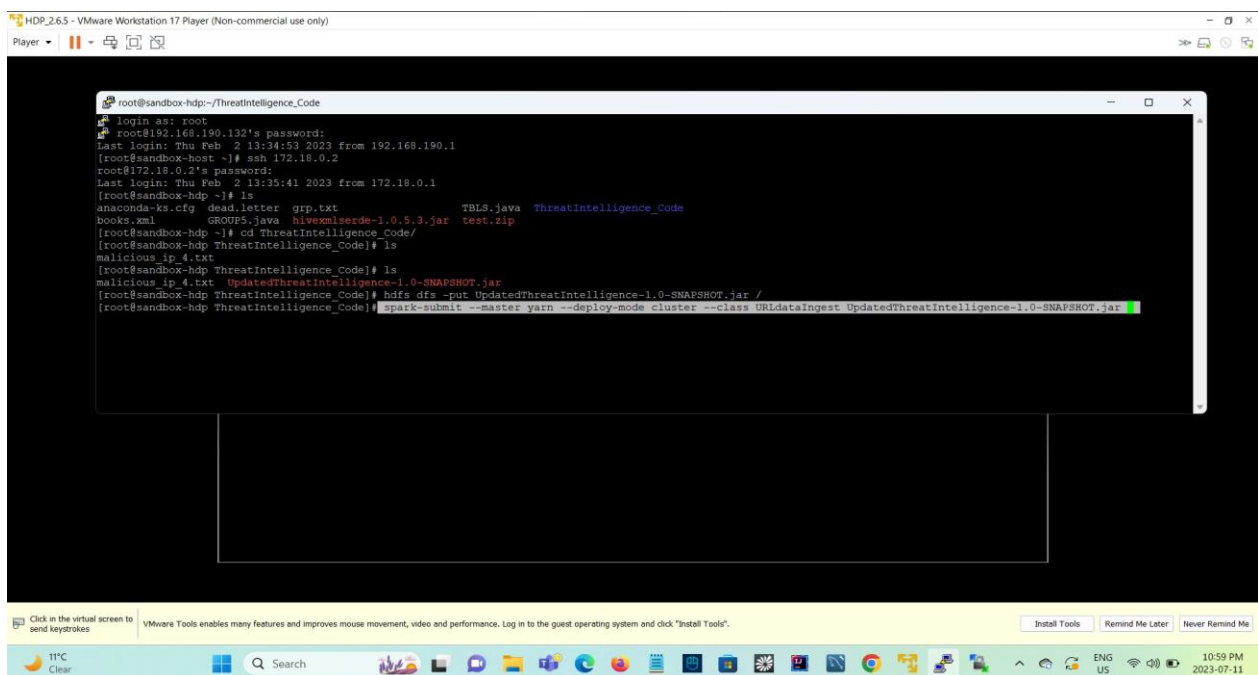 HDP_2.6.5 - VMware Workstation 17 Player (Non-commercial use only)
Player
root@sandbox-hdp:~/ThreatIntelligence_Code
login as: root
root@192.168.190.132's password:
Last login: Thu Feb  2 13:34:53 2023 from 192.168.190.1
[root@sandbox-host ~]# ssh 172.18.0.2
root@172.18.0.2's password:
Last login: Thu Feb  2 13:35:41 2023 from 172.18.0.1
[root@sandbox-hdp ~]# ls
anaconda-ks.cfg  dead.letter  grp.txt                   TBLS.java  ThreatIntelligence_Code
books.xml        GROUPS.java  hivexmlserde-1.0.5.3.jar  test.zip
[root@sandbox-hdp ~]# cd ThreatIntelligence_Code/
[root@sandbox-hdp ThreatIntelligence_Code]# ls
malicious_ip_4.txt
[root@sandbox-hdp ThreatIntelligence_Code]# ls
malicious_ip_4.txt  UpdatedThreatIntelligence-1.0-SNAPSHOT.jar
[root@sandbox-hdp ThreatIntelligence_Code]# hdfs dfs -put UpdatedThreatIntelligence-1.0-SNAPSHOT.jar /
[root@sandbox-hdp ThreatIntelligence_Code]# spark-submit --master yarn --deploy-mode cluster --class URLdataIngest UpdatedThreatIntelligence-1.0-SNAPSHOT.jar
Click in the virtual screen to
send keystrokes
VMware Tools enables many features and improves mouse movement, video and performance. Log in to the guest operating system and click "Install Tools".
Install Tools
Remind Me Later
Never Remind Me
11°C
Clear
Search
ENG
US
10:59 PM
2023-07-11